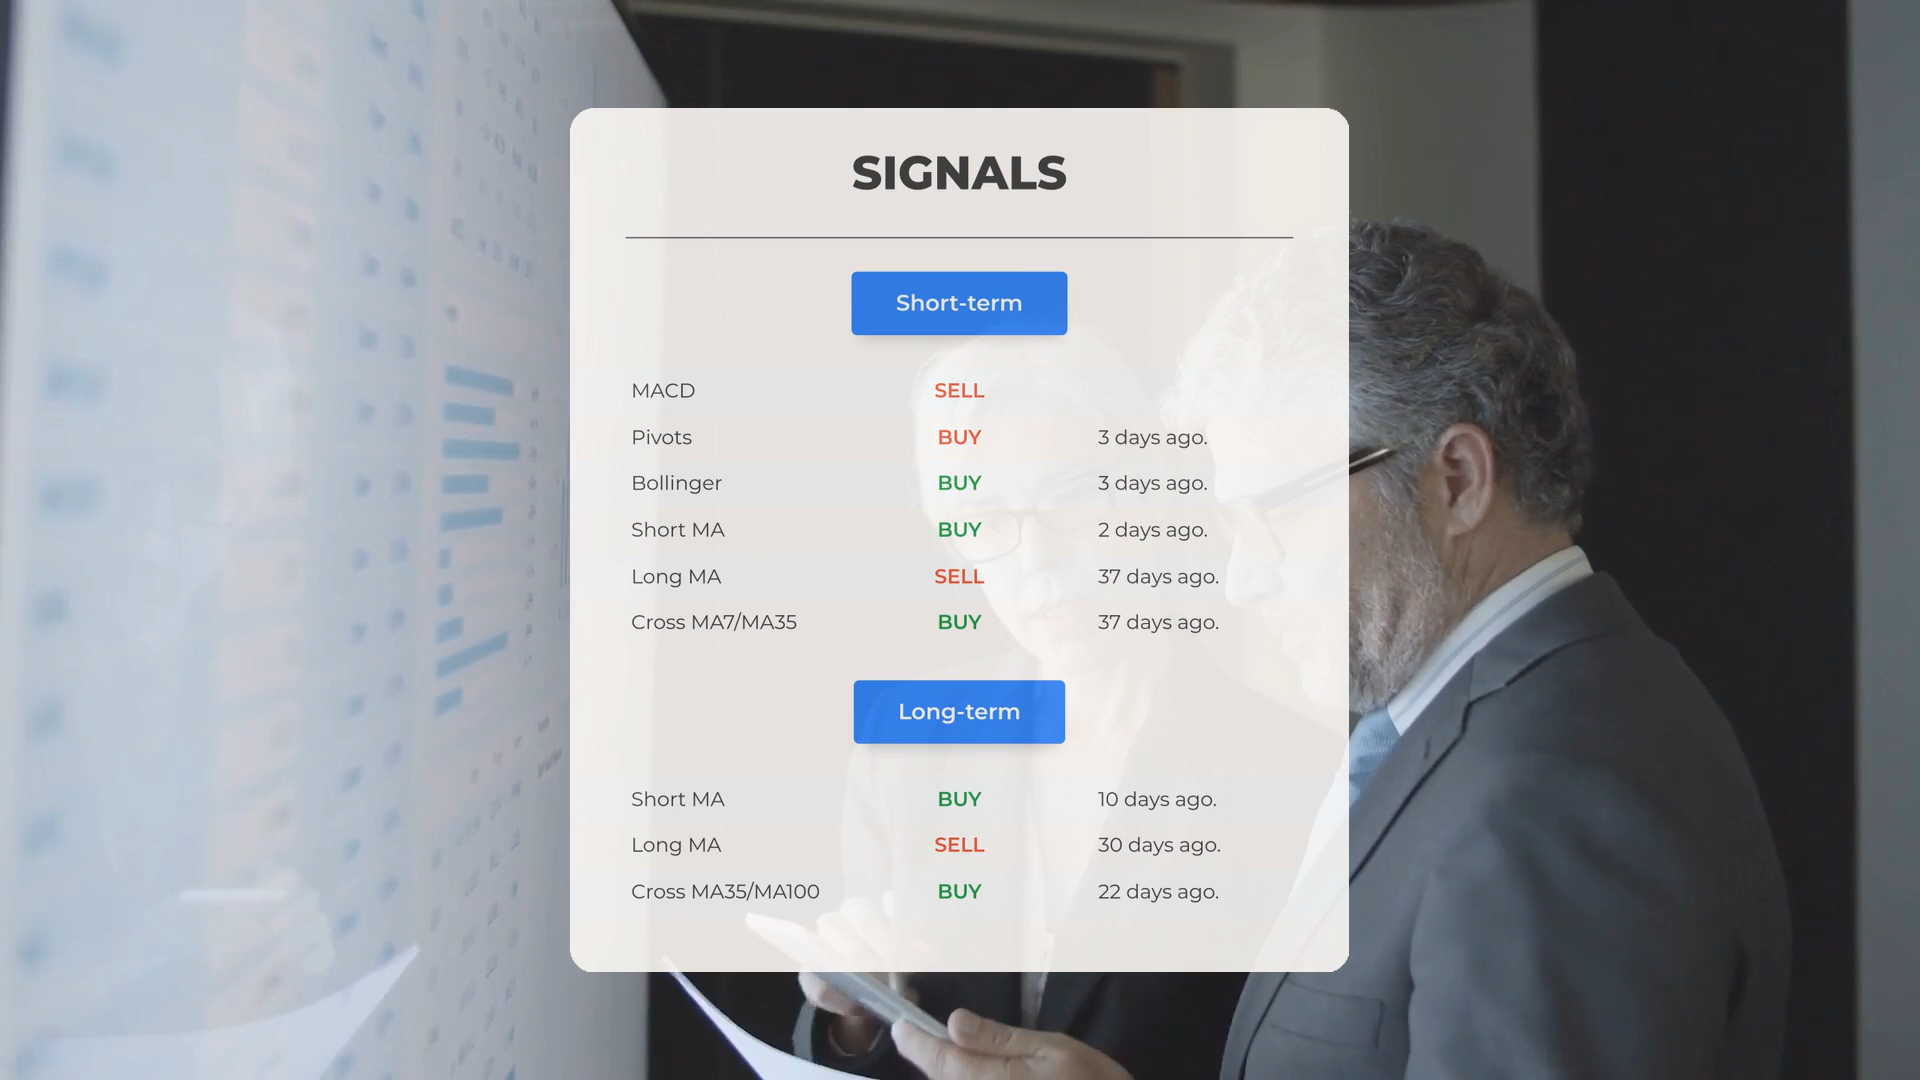 SIGNALS
Short-term
MACD SELL
Pivots BUY 3 days ago.
Bollinger BUY 3 days ago.
Short MA BUY 2 days ago.
Long MA SELL 37 days ago.
Cross MA7/MA35 BUY 37 days ago.
Long-term
Short MA BUY 10 days ago.
Long MA SELL 30 days ago.
Cross MA35/MA100 BUY 22 days ago.